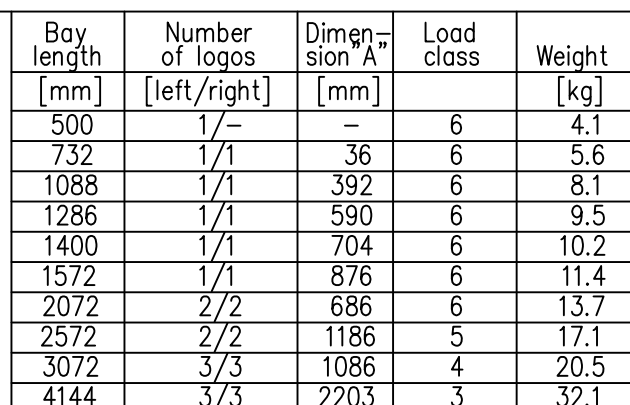 Bay length Number of logos Dimen-sion"A" Load class Weight
[mm] [left/right] [mm] [kg]
500 1/– – 6 4.1
732 1/1 36 6 5.6
1088 1/1 392 6 8.1
1286 1/1 590 6 9.5
1400 1/1 704 6 10.2
1572 1/1 876 6 11.4
2072 2/2 686 6 13.7
2572 2/2 1186 5 17.1
3072 3/3 1086 4 20.5
4144 3/3 2203 3 32.1